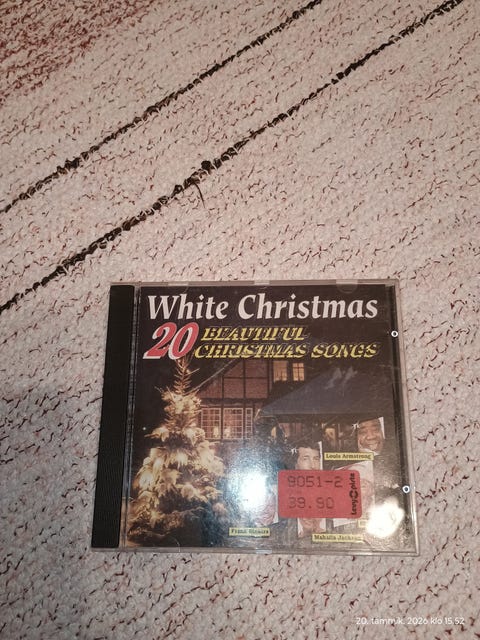 White Christmas
20 BEAUTIFUL
CHRISTMAS SONGS
Louis Armstrong
9051-2
39.90
Levypiste
Frank Sinatra
Mahalia Jackson
20. tammik. 2026 klo 15.52